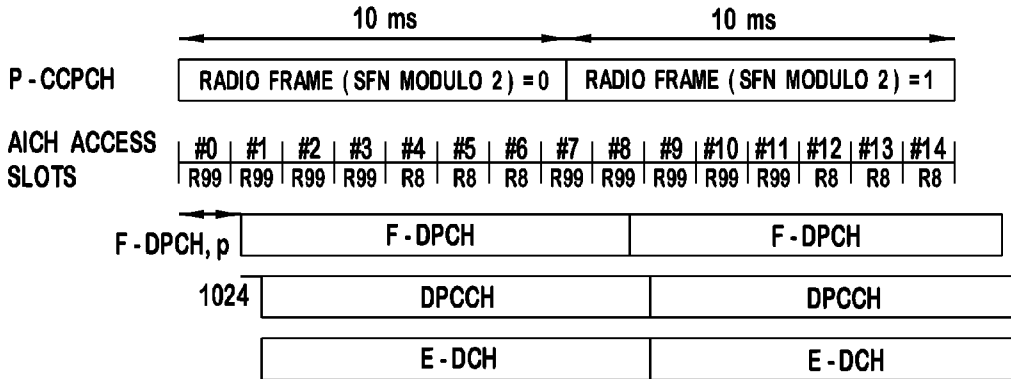 10 ms 10 ms
P - CCPCH RADIO FRAME ( SFN MODULO 2 ) = 0 RADIO FRAME ( SFN MODULO 2 ) = 1
AICH ACCESS SLOTS #0 #1 #2 #3 #4 #5 #6 #7 #8 #9 #10 #11 #12 #13 #14
R99 R99 R99 R99 R8 R8 R8 R99 R99 R99 R99 R99 R8 R8 R8
F - DPCH, p F - DPCH F - DPCH
1024 DPCCH DPCCH
E - DCH E - DCH